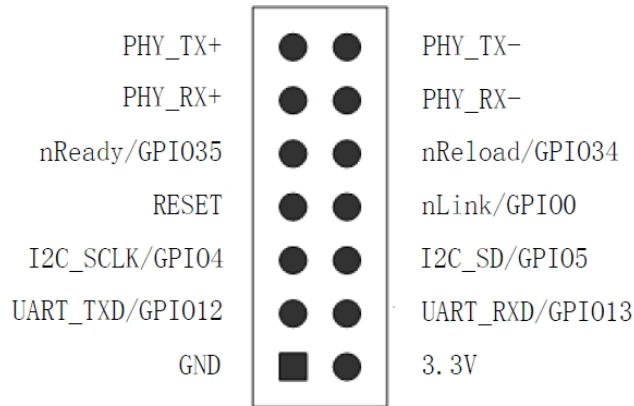 PHY_TX+ PHY_TX-
PHY_RX+ PHY_RX-
nReady/GPIO35 nReload/GPIO34
RESET nLink/GPIO0
I2C_SCLK/GPIO4 I2C_SD/GPIO5
UART_TXD/GPIO12 UART_RXD/GPIO13
GND 3.3V